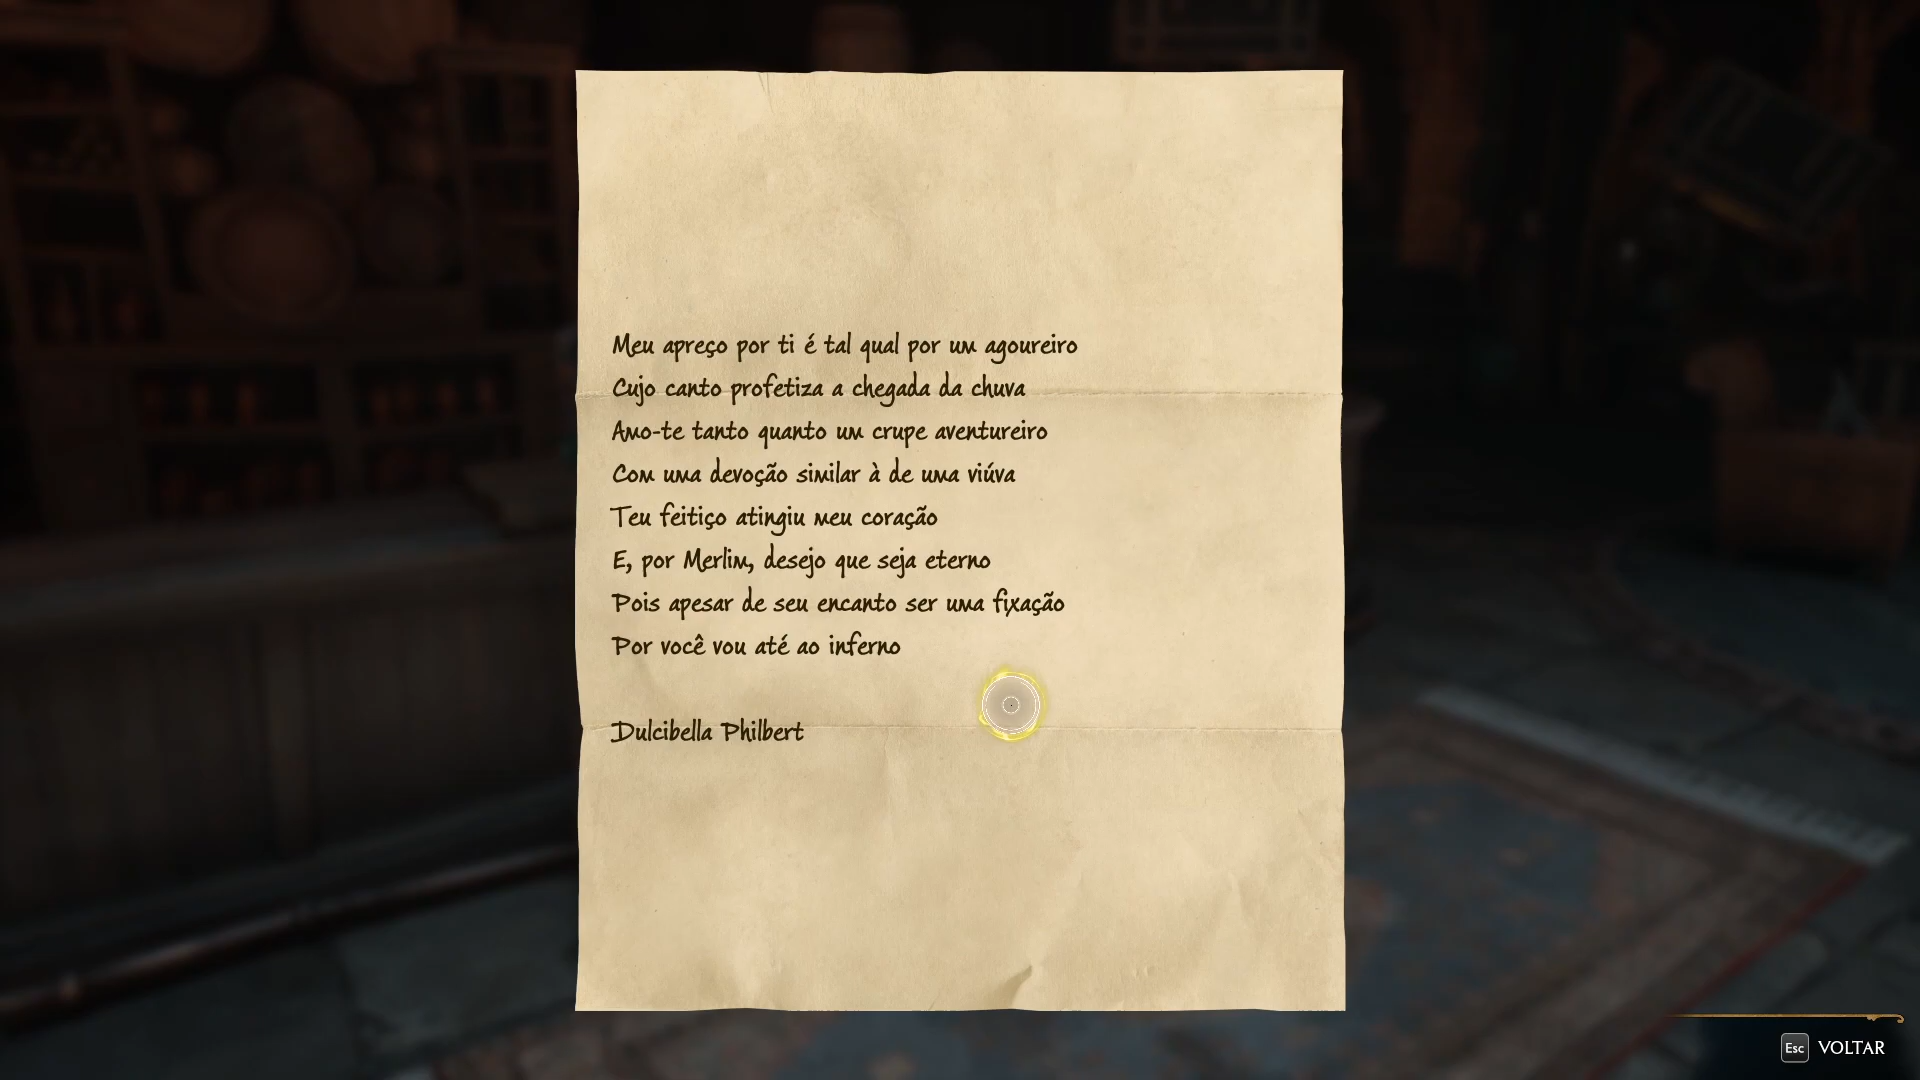 Meu apreço por ti é tal qual por um agoureiro
Cujo canto profetiza a chegada da chuva
Amo-te tanto quanto um crupe aventureiro
Com uma devoção similar à de uma viúva
Teu feitiço atingiu meu coração
E, por Merlim, desejo que seja eterno
Pois apesar de seu encanto ser uma fixação
Por você vou até ao inferno
Dulcibella Philbert
Esc VOLTAR